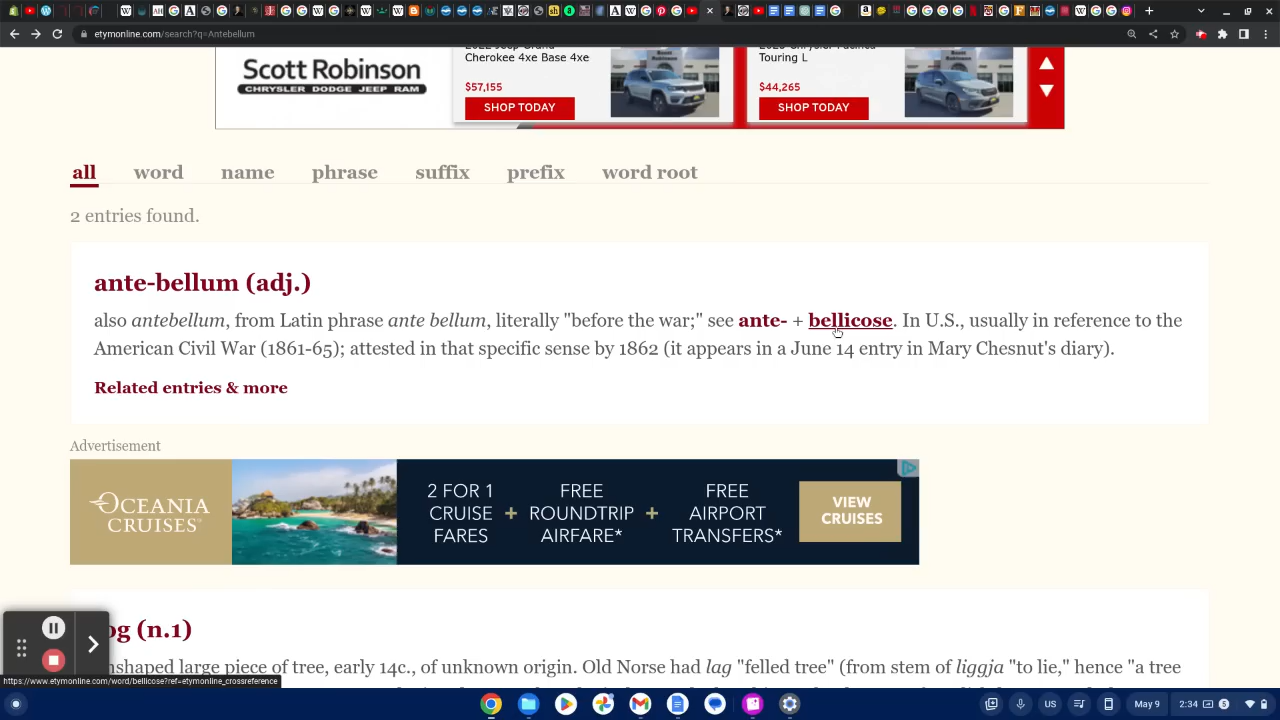 etymonline.com/search?q=Antebellum
Scott Robinson
CHRYSLER DODGE JEEP RAM
Cherokee 4xe Base 4xe
$57,155
SHOP TODAY
Touring L
$44,265
SHOP TODAY
all word name phrase suffix prefix word root
2 entries found.
ante-bellum (adj.)
also antebellum, from Latin phrase ante bellum, literally "before the war;" see ante- + bellicose. In U.S., usually in reference to the
American Civil War (1861-65); attested in that specific sense by 1862 (it appears in a June 14 entry in Mary Chesnut's diary).
Related entries & more
Advertisement
OCEANIA
CRUISES®
2 FOR 1
CRUISE
FARES
+
FREE
ROUNDTRIP
AIRFARE*
+
FREE
AIRPORT
TRANSFERS*
VIEW
CRUISES
og (n.1)
nshaped large piece of tree, early 14c., of unknown origin. Old Norse had lag "felled tree" (from stem of liggja "to lie," hence "a tree
https://www.etymonline.com/word/bellicose?ref=etymonline_crossreference
US May 9 2:34